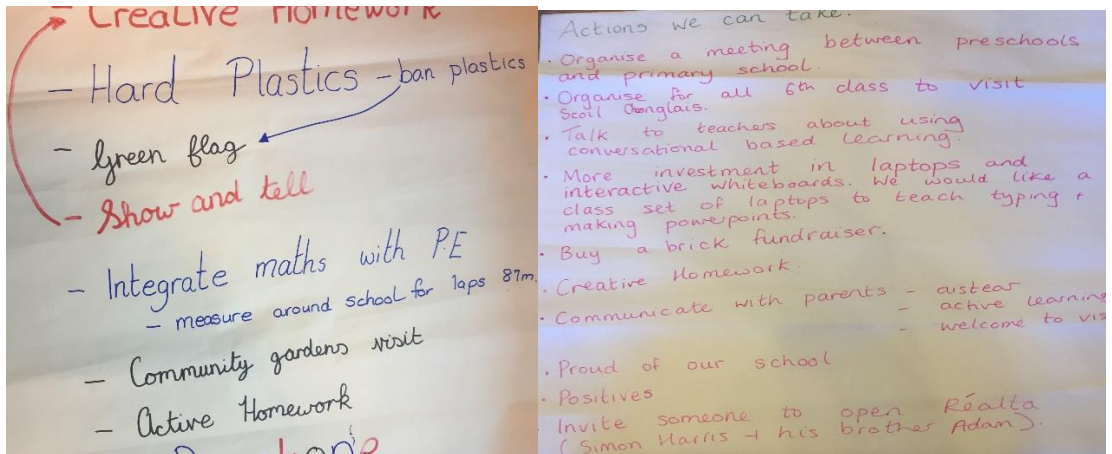 - Creative Homework
- Hard Plastics - ban plastics
- Green flag
- Show and tell
- Integrate maths with P.E
- measure around school for laps 87m.
- Community gardens visit
- Active Homework
Actions we can take.
• Organise a meeting between preschools
and primary school.
• Organise for all 6th class to visit
Scoil
• Talk to teachers about using
conversational based learning.
• More investment in laptops and
interactive whiteboards. We would like a
class set of laptops to teach typing +
making powerpoints.
• Buy a brick fundraiser.
• Creative Homework.
• Communicate with parents - aistear
- active learning
- welcome to vis
• Proud of our school
• Positives
Invite someone to open Réalta
(Simon Harris + his brother Adam).